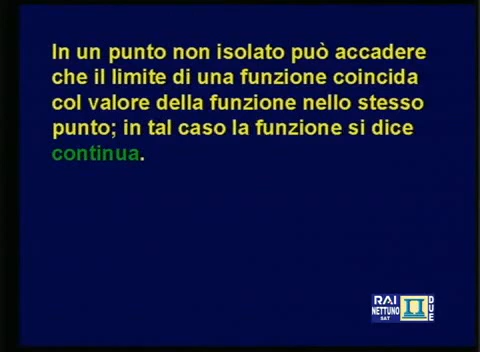 In un punto non isolato può accadere
che il limite di una funzione coincida
col valore della funzione nello stesso
punto; in tal caso la funzione si dice
continua.
RAI
NETTUNO
SAT
DUE